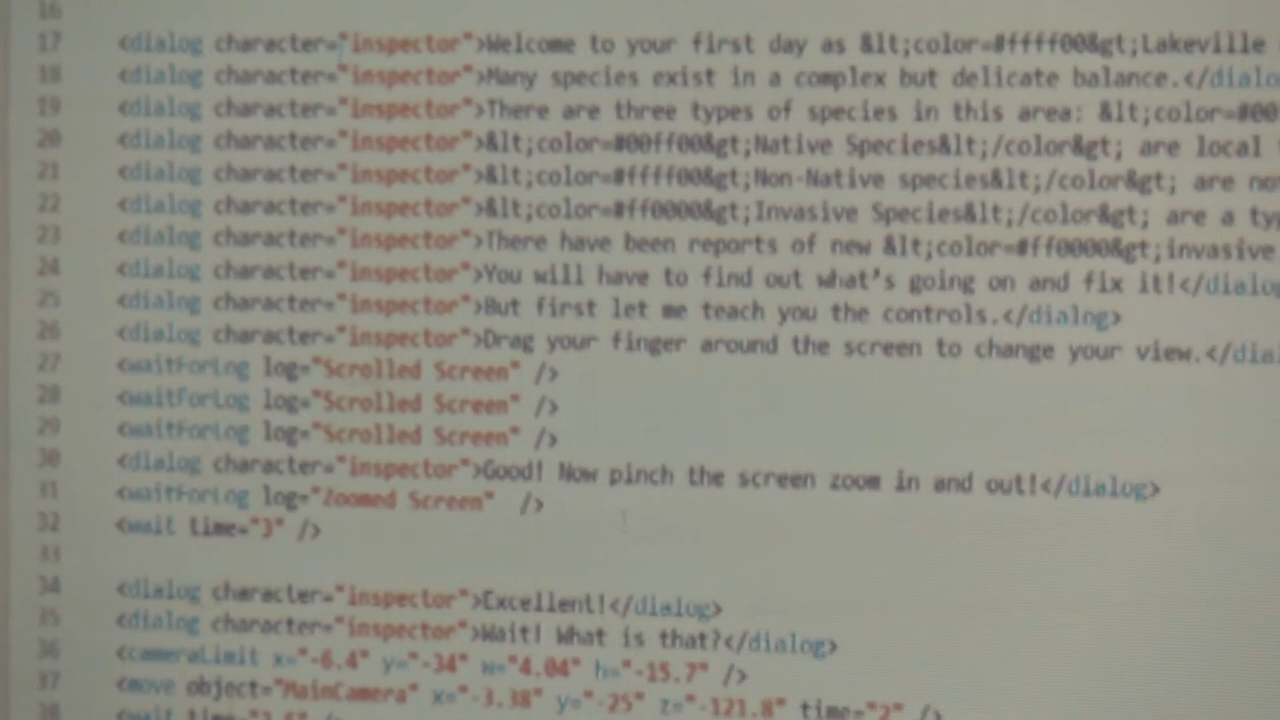 16
17 <dialog character="inspector">Welcome to your first day as &lt;color=#ffff00&gt;Lakeville
18 <dialog character="inspector">Many species exist in a complex but delicate balance.</dialo
19 <dialog character="inspector">There are three types of species in this area: &lt;color=#00
20 <dialog character="inspector">&lt;color=#00ff00&gt;Native Species&lt;/color&gt; are local
21 <dialog character="inspector">&lt;color=#ffff00&gt;Non-Native species&lt;/color&gt; are no
22 <dialog character="inspector">&lt;color=#ff0000&gt;Invasive Species&lt;/color&gt; are a typ
23 <dialog character="inspector">There have been reports of new &lt;color=#ff0000&gt;invasive
24 <dialog character="inspector">You will have to find out what's going on and fix it!</dialog
25 <dialog character="inspector">But first let me teach you the controls.</dialog>
26 <dialog character="inspector">Drag your finger around the screen to change your view.</dia
27 <waitForLog log="Scrolled Screen" />
28 <waitForLog log="Scrolled Screen" />
29 <waitForLog log="Scrolled Screen" />
30 <dialog character="inspector">Good! Now pinch the screen zoom in and out!</dialog>
31 <waitForLog log="Zoomed Screen"  />
32 <wait time="3" />
33
34 <dialog character="inspector">Excellent!</dialog>
35 <dialog character="inspector">Wait! What is that?</dialog>
36 <cameraLimit x="-6.4" y="-34" w="4.04" h="-15.7" />
37 <move object="MainCamera" x="-3.38" y="-25" z="-121.8" time="2" />
38 <wait time=